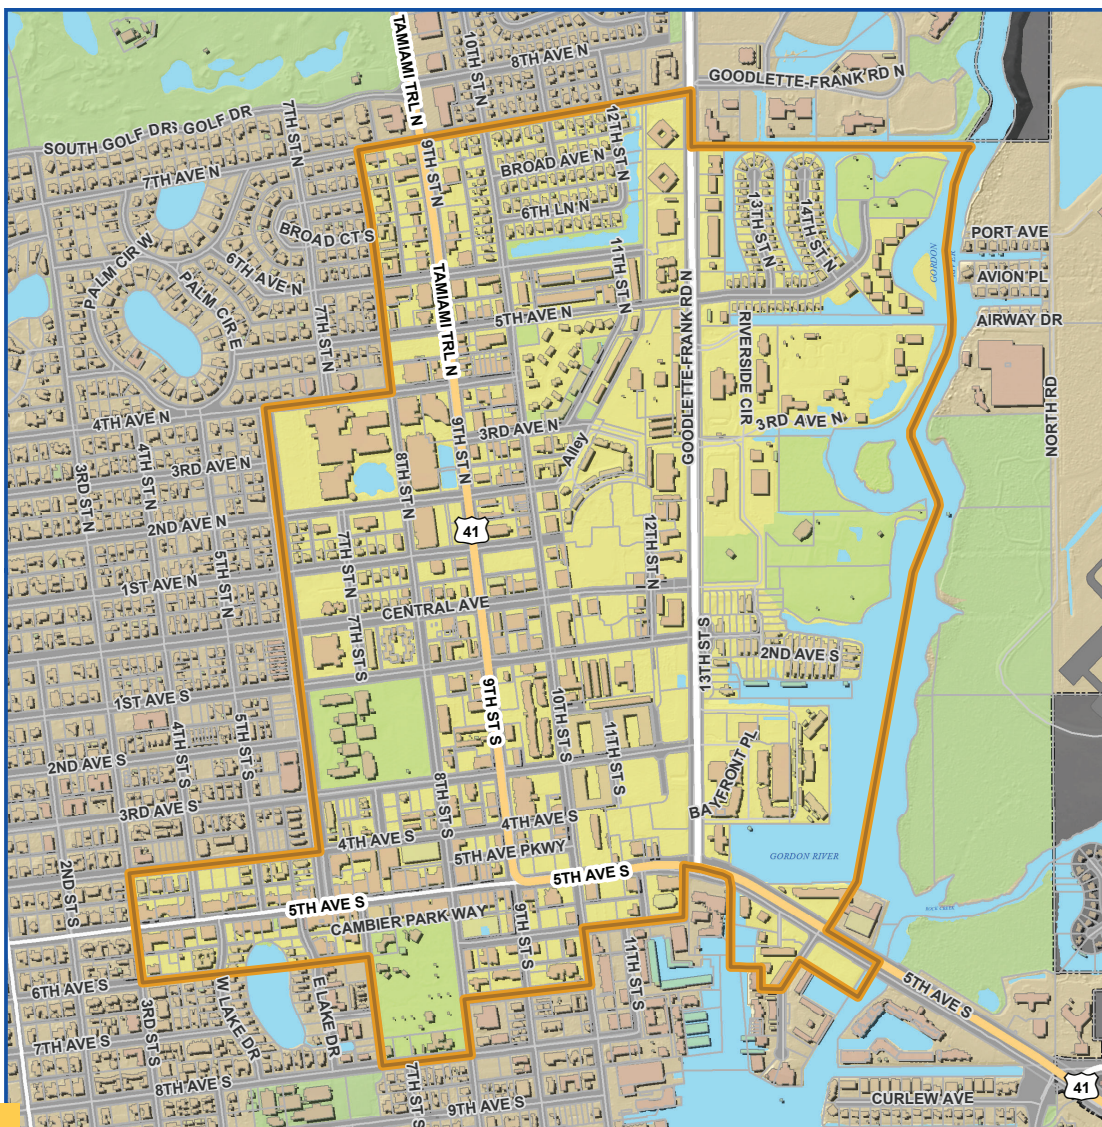 TAMIAMI TRL N
10TH ST N
8TH AVE N
GOODLETTE-FRANK RD N
SOUTH GOLF DR
S GOLF DR
7TH ST N
7TH AVE N
9TH ST N
12TH ST N
BROAD AVE N
6TH LN N
13TH ST N
14TH ST N
BROAD CT S
PALM CIR W
6TH AVE N
PALM CIR E
7TH ST N
TAMIAMI TRL N
11TH ST N
5TH AVE N
GORDON
RIVER
PORT AVE
AVION PL
AIRWAY DR
GOODLETTE-FRANK RD N
RIVERSIDE CIR
3RD AVE N
NORTH RD
4TH AVE N
3RD AVE N
4TH ST N
3RD ST N
2ND AVE N
5TH ST N
1ST AVE N
8TH ST N
9TH ST N
3RD AVE N
Alley
41
7TH ST N
12TH ST N
CENTRAL AVE
7TH ST S
13TH ST S
2ND AVE S
1ST AVE S
4TH ST S
5TH ST S
2ND AVE S
3RD AVE S
9TH ST S
10TH ST S
11TH ST S
BAYFRONT PL
8TH ST S
4TH AVE S
4TH AVE S
5TH AVE PKWY
GORDON RIVER
2ND ST S
5TH AVE S
5TH AVE S
CAMBIER PARK WAY
9TH ST S
11TH ST S
ROCK CREEK
6TH AVE S
3RD ST S
W LAKE DR
E LAKE DR
5TH AVE S
7TH AVE S
8TH AVE S
7TH ST S
9TH AVE S
CURLEW AVE
41